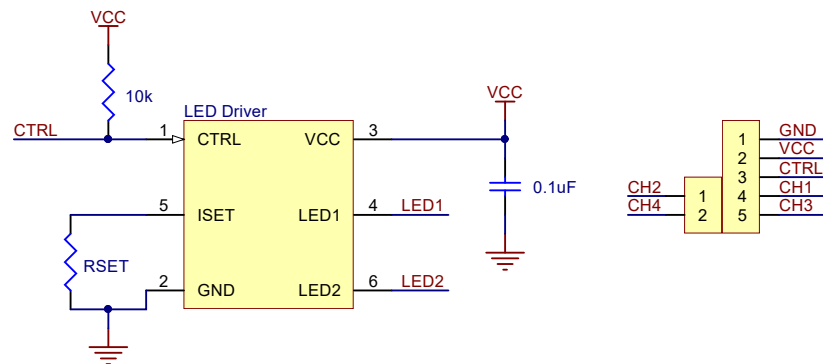 VCC
10k
LED Driver
VCC
CTRL 1 CTRL VCC 3
GND
1
VCC
2
CTRL
3
0.1uF
CH2 1 4 CH1
CH4 2 5 CH3
5 ISET LED1 4 LED1
RSET
2 GND LED2 6 LED2